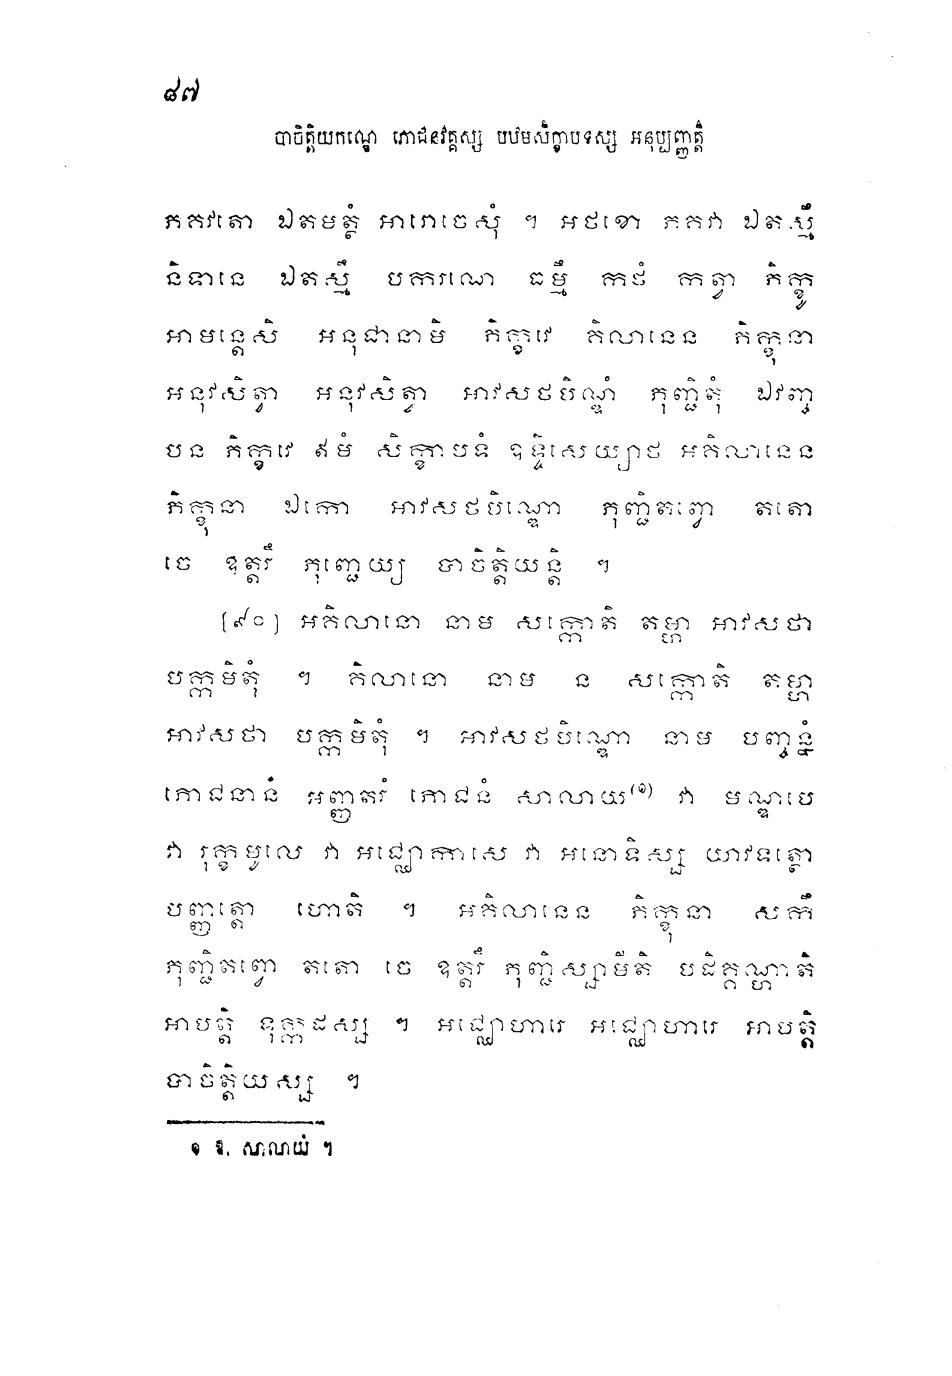 ៨៧
បាចិត្តិយកណ្ឌេ ភោជនវគ្គស្ស បឋមសិក្ខាបទស្ស អនុប្បញ្ញត្តិ
ភគវតោ ឯតមត្ថំ អារោចេសុំ ។ អថខោ ភគវា ឯតស្មឹ
និទានេ ឯតស្មឹ បករណេ ធម្មឹ កថំ កត្វា ភិក្ខូ
អាមន្តេសិ អនុជានាមិ ភិក្ខវេ គិលានេន ភិក្ខុនា
អនុវសិត្វា អនុវសិត្វា អាវសថបិណ្ឌំ ភុញ្ជិតុំ ឯវញ្ច
បន ភិក្ខវេ ឥមំ សិក្ខាបទំ ឧទ្ទិសេយ្យាថ អគិលានេន
ភិក្ខុនា ឯកោ អាវសថបិណ្ឌោ ភុញ្ជិតព្វោ តតោ
ចេ ឧត្តរឹ ភុញ្ជេយ្យ បាចិត្តិយន្តិ ។
[៩០] អគិលានោ នាម សក្កោតិ តម្ហា អាវសថា
បក្កមិតុំ ។ គិលានោ នាម ន សក្កោតិ តម្ហា
អាវសថា បក្កមិតុំ ។ អាវសថបិណ្ឌោ នាម បញ្ចន្នំ
ភោជនានំ អញ្ញតរំ ភោជនំ សាលាយ(១) វា មណ្ឌបេ
វា រុក្ខមូលេ វា អជ្ឈោកាសេ វា អនោទិស្ស យាវទត្ថោ
បញ្ញត្តោ ហោតិ ។ អគិលានេន ភិក្ខុនា សកឹ
ភុញ្ជិតព្វោ តតោ ចេ ឧត្តរឹ ភុញ្ជិស្សាមីតិ បដិគ្គណ្ហាតិ
អាបត្តិ ទុក្កដស្ស ។ អជ្ឈោហារេ អជ្ឈោហារេ អាបត្តិ
បាចិត្តិយស្ស ។
១ ឱ. សាលាយំ ។